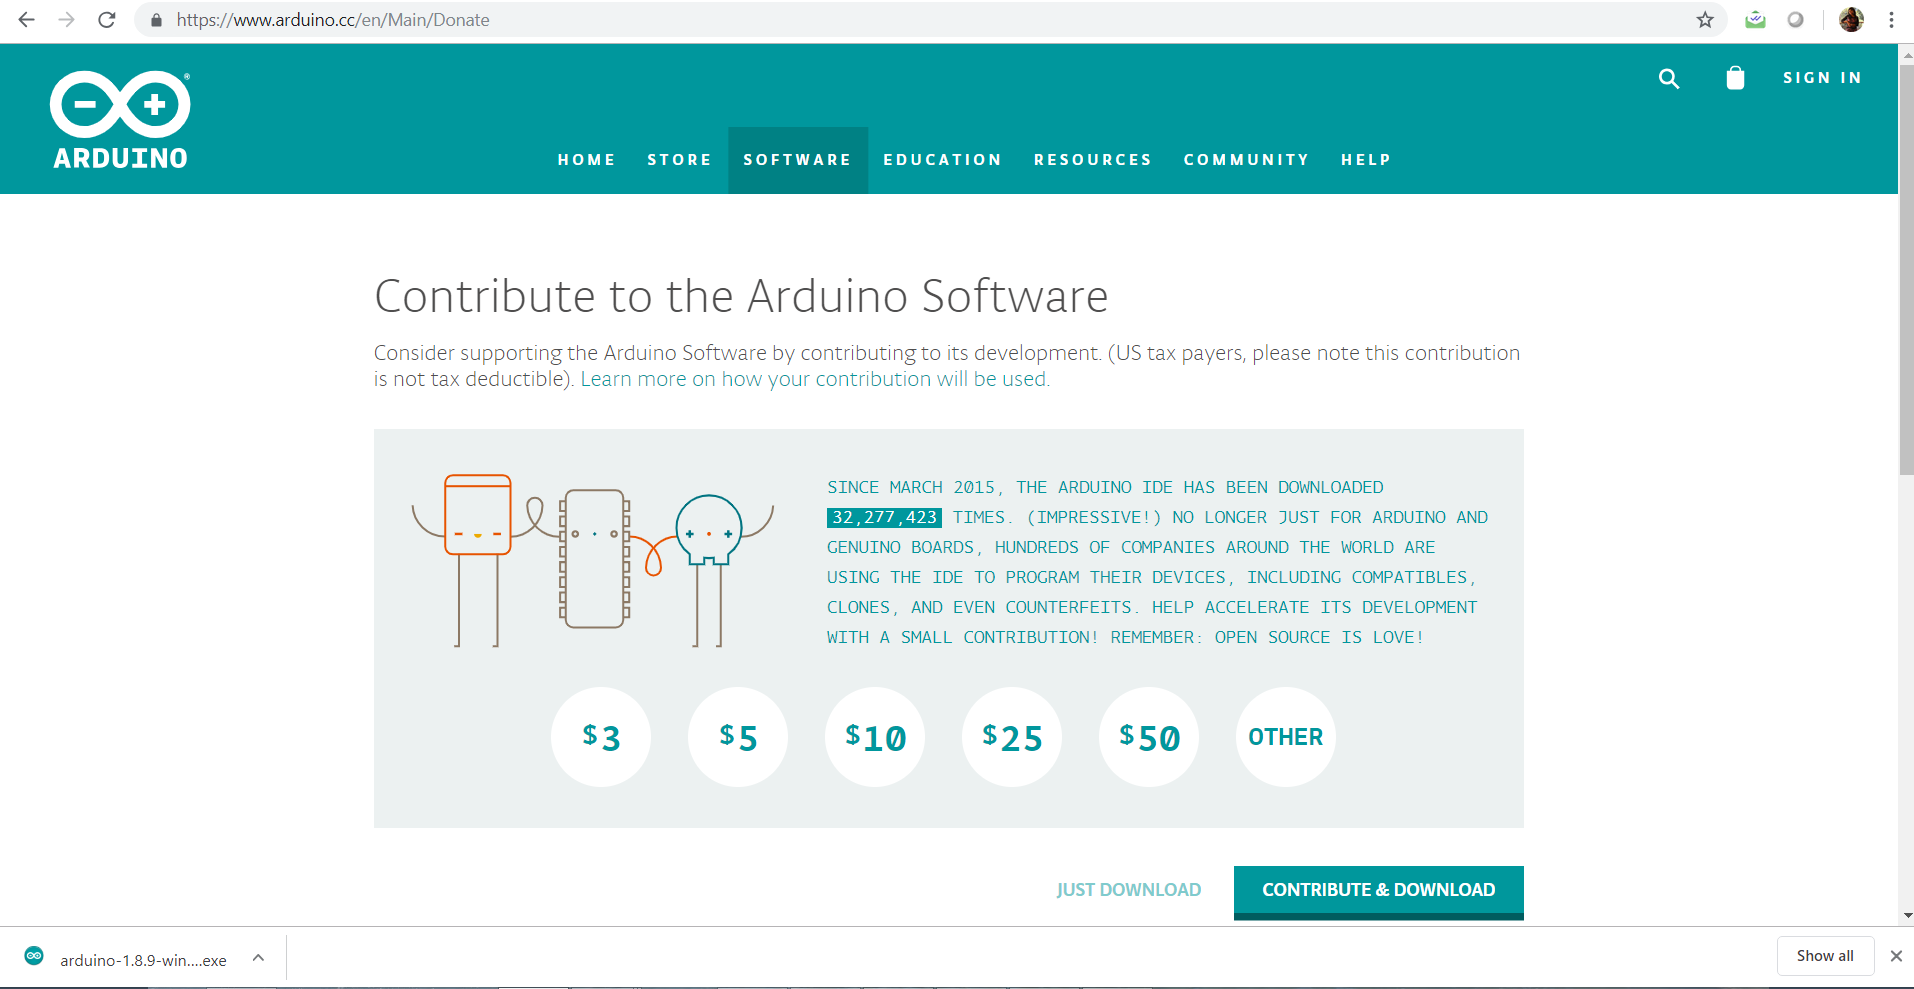 https://www.arduino.cc/en/Main/Donate
SIGN IN
ARDUINO
HOME STORE SOFTWARE EDUCATION RESOURCES COMMUNITY HELP
Contribute to the Arduino Software
Consider supporting the Arduino Software by contributing to its development. (US tax payers, please note this contribution
is not tax deductible). Learn more on how your contribution will be used.
SINCE MARCH 2015, THE ARDUINO IDE HAS BEEN DOWNLOADED
32,277,423 TIMES. (IMPRESSIVE!) NO LONGER JUST FOR ARDUINO AND
GENUINO BOARDS, HUNDREDS OF COMPANIES AROUND THE WORLD ARE
USING THE IDE TO PROGRAM THEIR DEVICES, INCLUDING COMPATIBLES,
CLONES, AND EVEN COUNTERFEITS. HELP ACCELERATE ITS DEVELOPMENT
WITH A SMALL CONTRIBUTION! REMEMBER: OPEN SOURCE IS LOVE!
$3 $5 $10 $25 $50 OTHER
JUST DOWNLOAD CONTRIBUTE & DOWNLOAD
arduino-1.8.9-win....exe
Show all